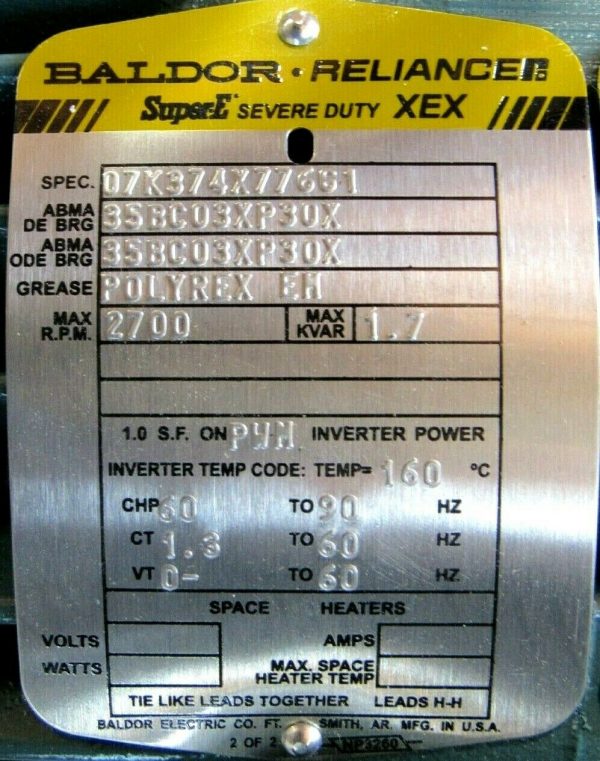 BALDOR · RELIANCE
Super-E SEVERE DUTY XEX
SPEC. 07K374X776G1
ABMA DE BRG 35BC03XP30X
ABMA ODE BRG 35BC03XP30X
GREASE POLYREX EM
MAX R.P.M. 2700 MAX KVAR 1.7
1.0 S.F. ON PWM INVERTER POWER
INVERTER TEMP CODE: TEMP= 160 °C
CHP 60 TO 90 HZ
CT 1.3 TO 60 HZ
VT 0- TO 60 HZ
SPACE HEATERS
VOLTS AMPS
WATTS MAX. SPACE HEATER TEMP
TIE LIKE LEADS TOGETHER LEADS H-H
BALDOR ELECTRIC CO. FT. SMITH, AR. MFG. IN U.S.A.
2 OF 2 NP3260